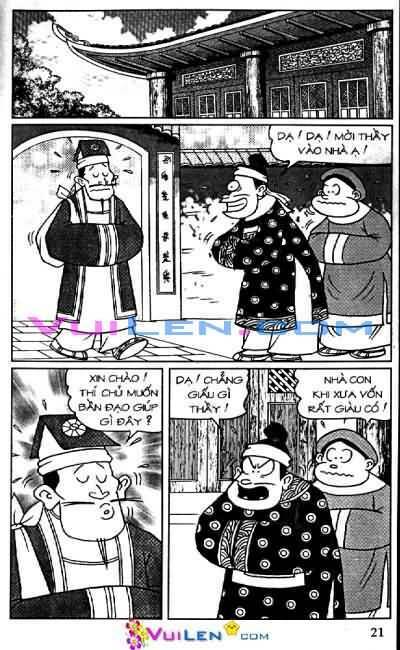 DẠ! DẠ! MỜI THẦY
VÀO NHÀ Ạ!
VuiLen.com
XIN CHÀO!
THÍ CHỦ MUỐN
BẦN ĐẠO GIÚP
GÌ ĐÂY?
DẠ! CHẲNG
GIẤU GÌ
THẦY!
NHÀ CON
KHI XƯA VỐN
RẤT GIÀU CÓ!
VuiLen.com
21